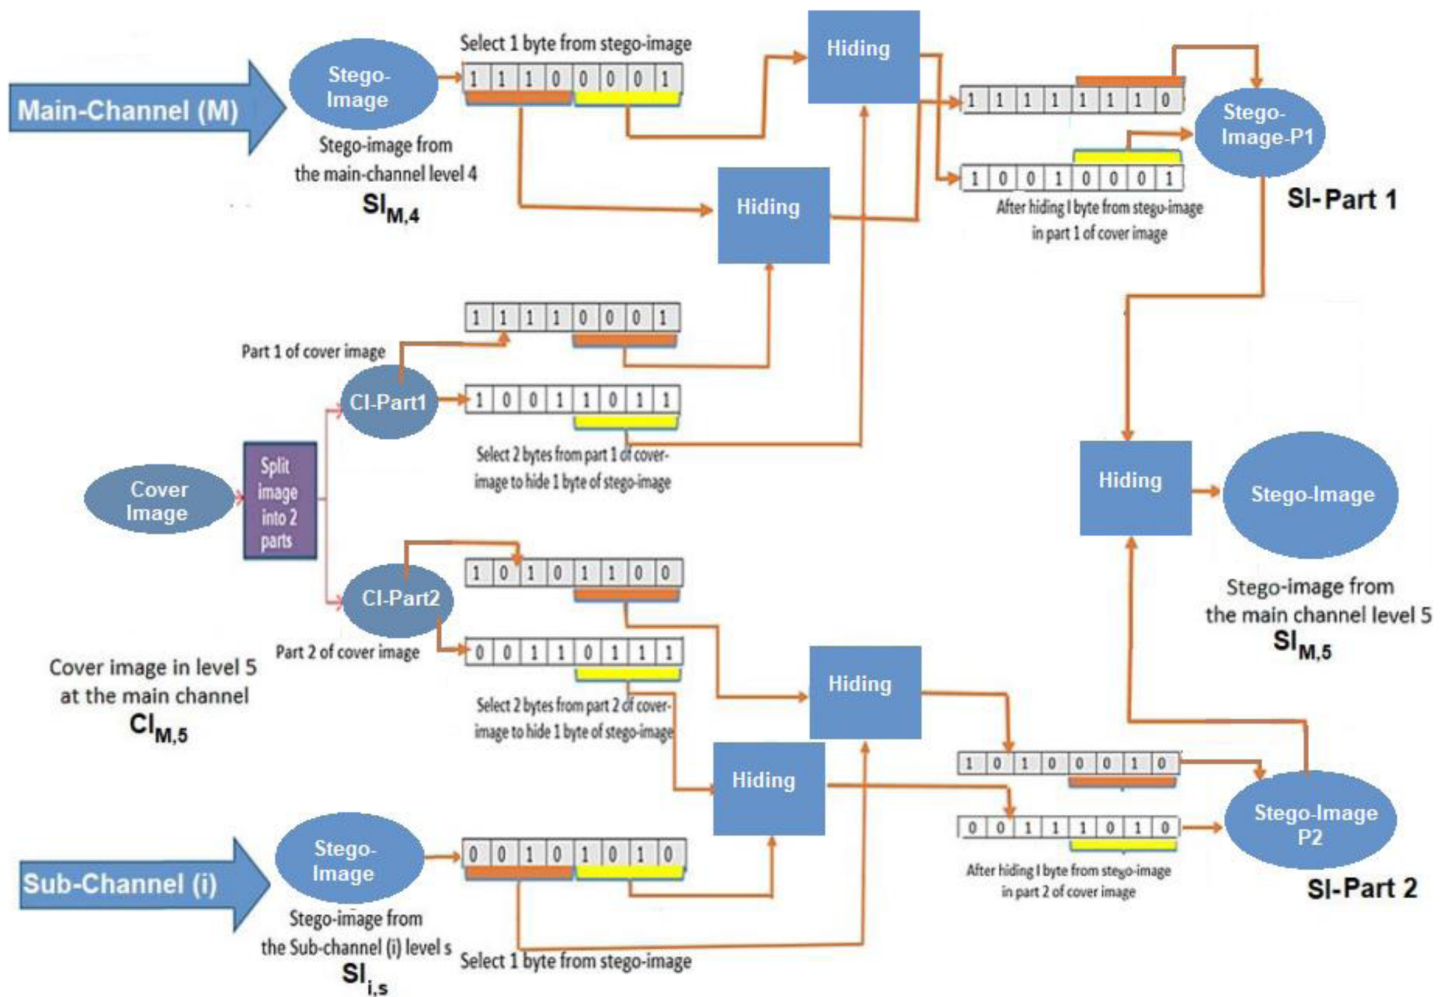 Main-Channel (M)
Stego-
Image
Stego-image from
the main-channel level 4
SI M,4
Select 1 byte from stego-image
1 1 1 0 0 0 0 1
Hiding
Hiding
1 1 1 1 1 1 1 0
1 0 0 1 0 0 0 1
After hiding I byte from stego-image
in part 1 of cover image
Stego-
Image-P1
SI-Part 1
1 1 1 1 0 0 0 1
Part 1 of cover image
CI-Part1
1 0 0 1 1 0 1 1
Select 2 bytes from part 1 of cover-
image to hide 1 byte of stego-image
Cover
Image
Split
image
into 2
parts
Hiding
Stego-Image
Stego-image from
the main channel level 5
SI M,5
1 0 1 0 1 1 0 0
CI-Part2
Part 2 of cover image
0 0 1 1 0 1 1 1
Select 2 bytes from part 2 of cover-
image to hide 1 byte of stego-image
Cover image in level 5
at the main channel
CI M,5
Hiding
Hiding
1 0 1 0 0 0 1 0
0 0 1 1 1 0 1 0
After hiding I byte from stego-image
in part 2 of cover image
Stego-Image
P2
SI-Part 2
Sub-Channel (i)
Stego-
Image
Stego-image from
the Sub-channel (i) level s
SI i,s
0 0 1 0 1 0 1 0
Select 1 byte from stego-image